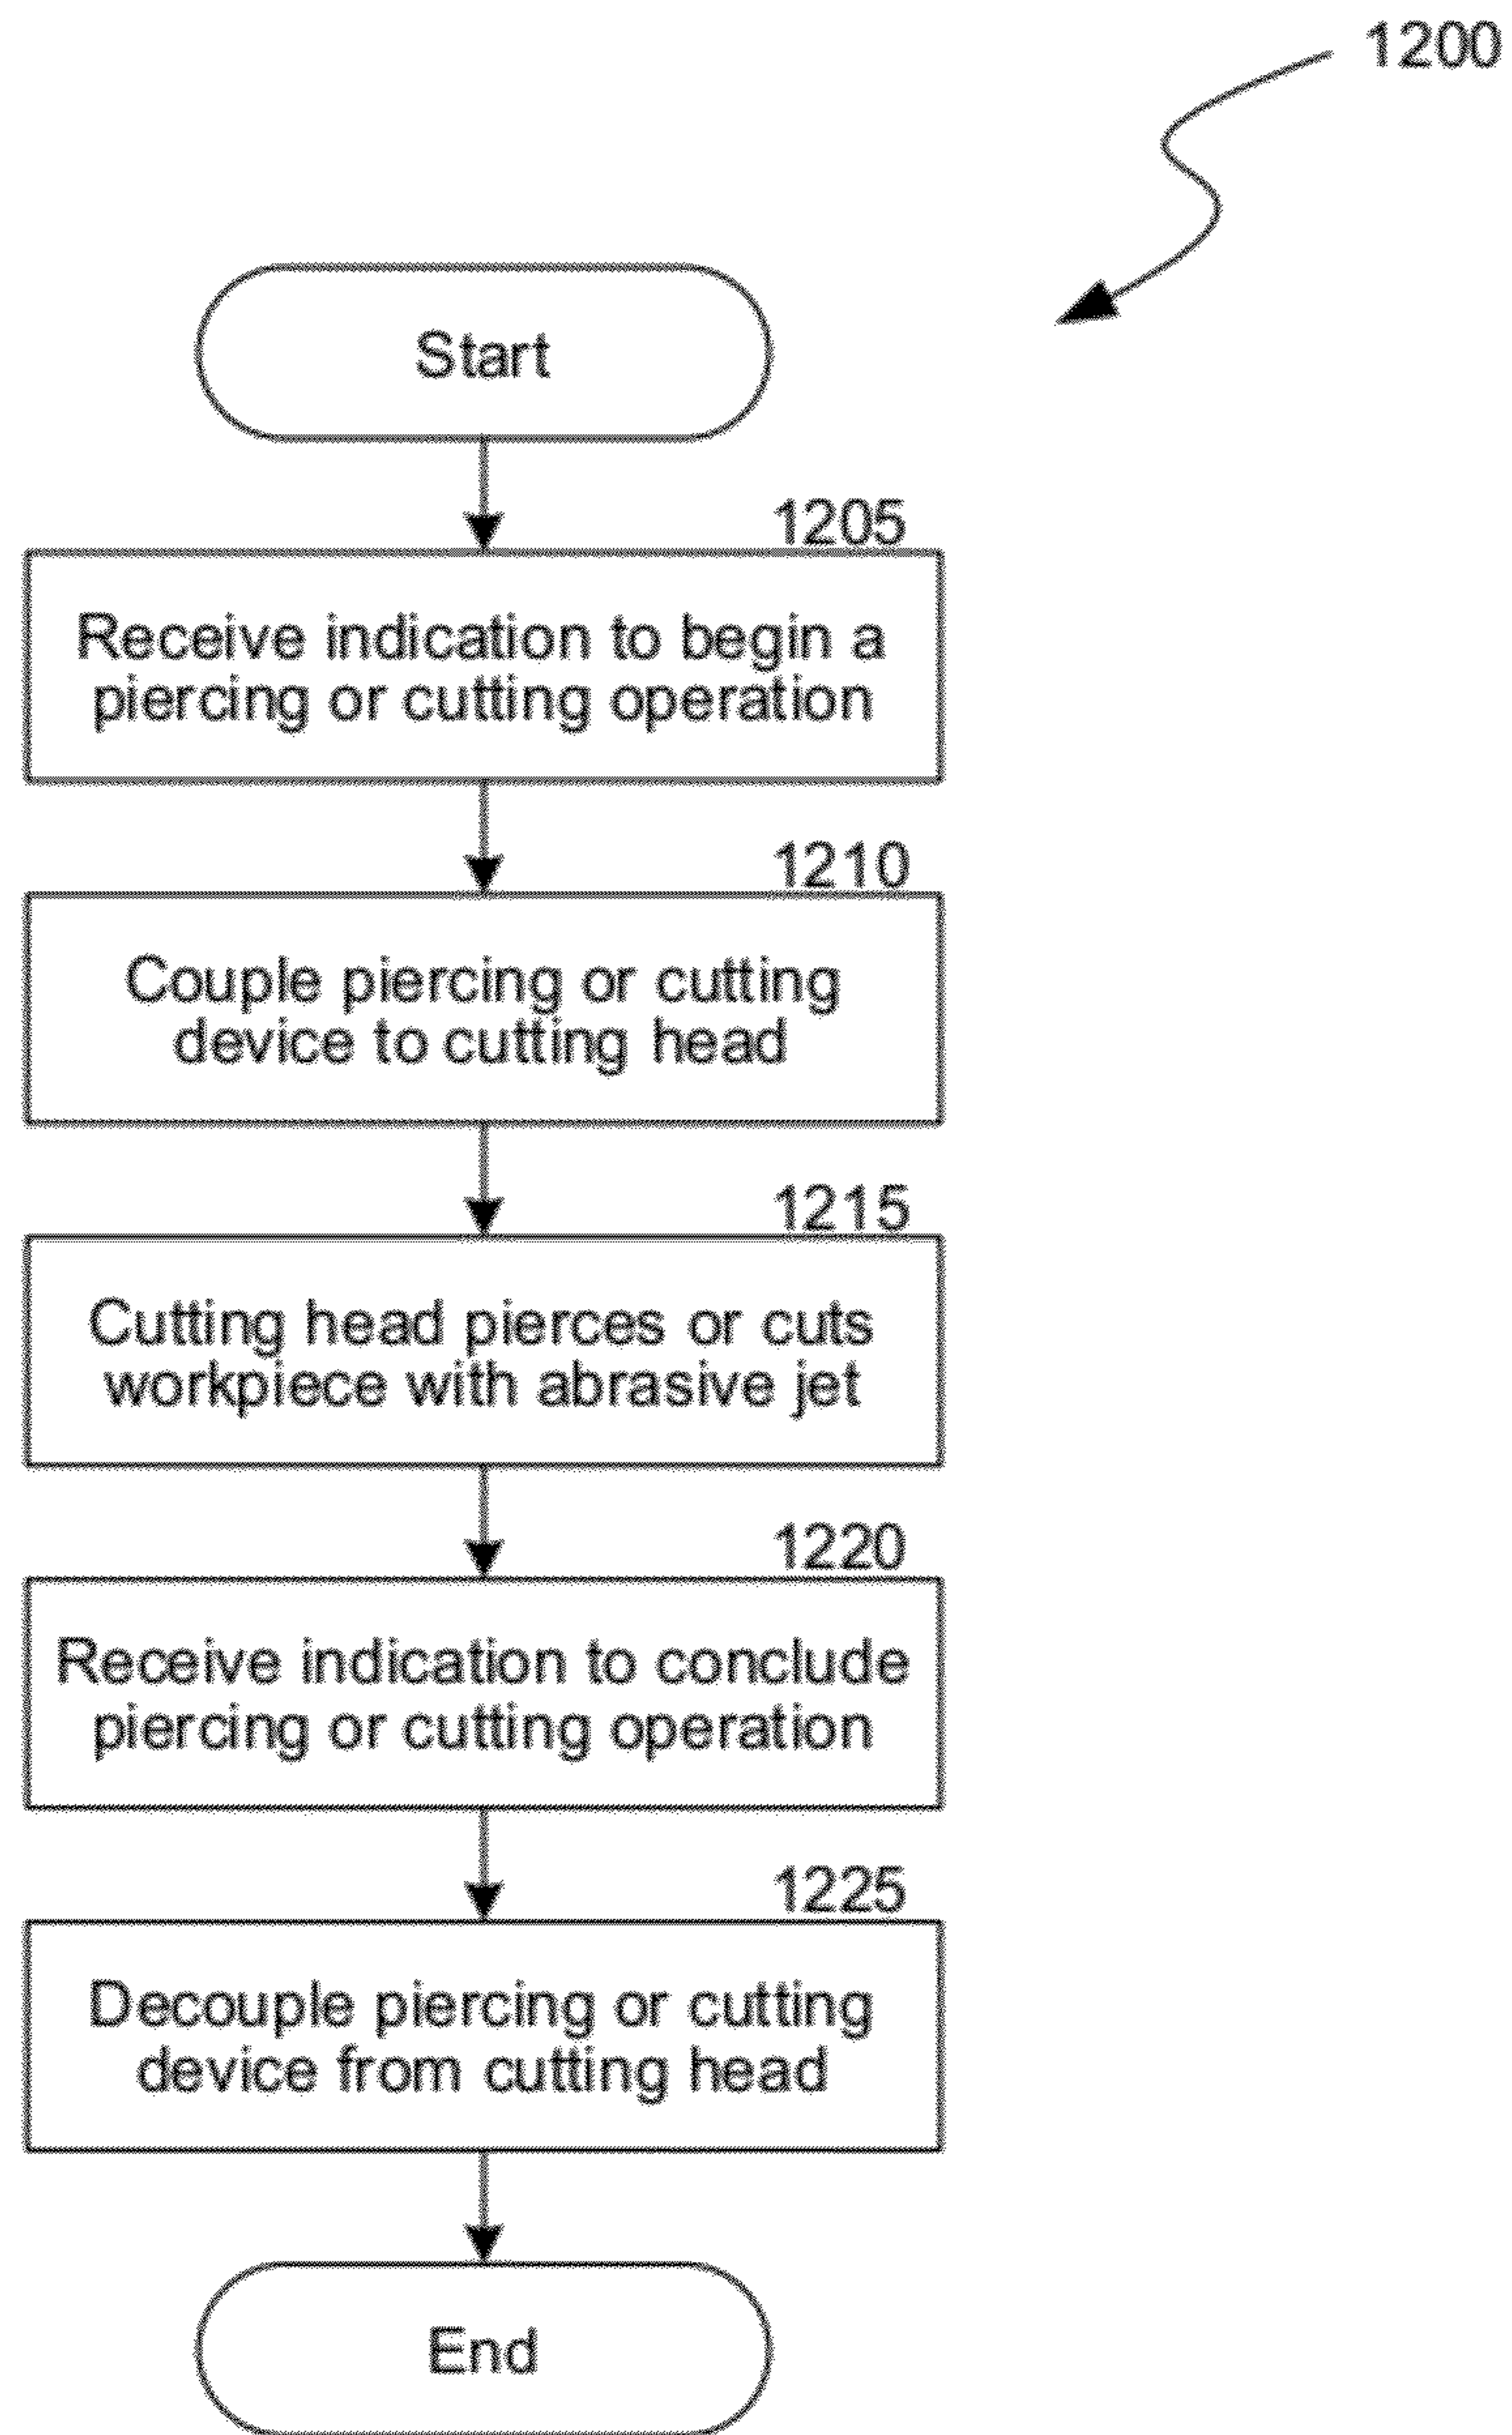 1200
Start
1205
Receive indication to begin a
piercing or cutting operation
1210
Couple piercing or cutting
device to cutting head
1215
Cutting head pierces or cuts
workpiece with abrasive jet
1220
Receive indication to conclude
piercing or cutting operation
1225
Decouple piercing or cutting
device from cutting head
End